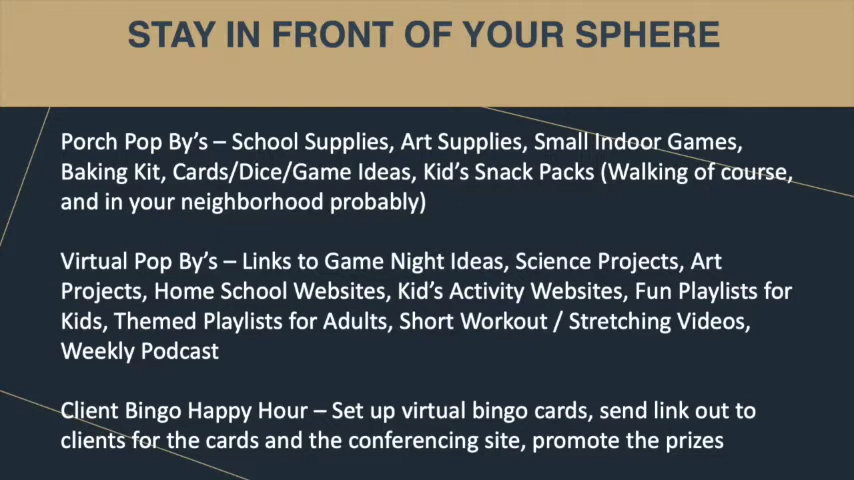 STAY IN FRONT OF YOUR SPHERE
Porch Pop By's – School Supplies, Art Supplies, Small Indoor Games,
Baking Kit, Cards/Dice/Game Ideas, Kid's Snack Packs (Walking of course,
and in your neighborhood probably)
Virtual Pop By's – Links to Game Night Ideas, Science Projects, Art
Projects, Home School Websites, Kid's Activity Websites, Fun Playlists for
Kids, Themed Playlists for Adults, Short Workout / Stretching Videos,
Weekly Podcast
Client Bingo Happy Hour – Set up virtual bingo cards, send link out to
clients for the cards and the conferencing site, promote the prizes